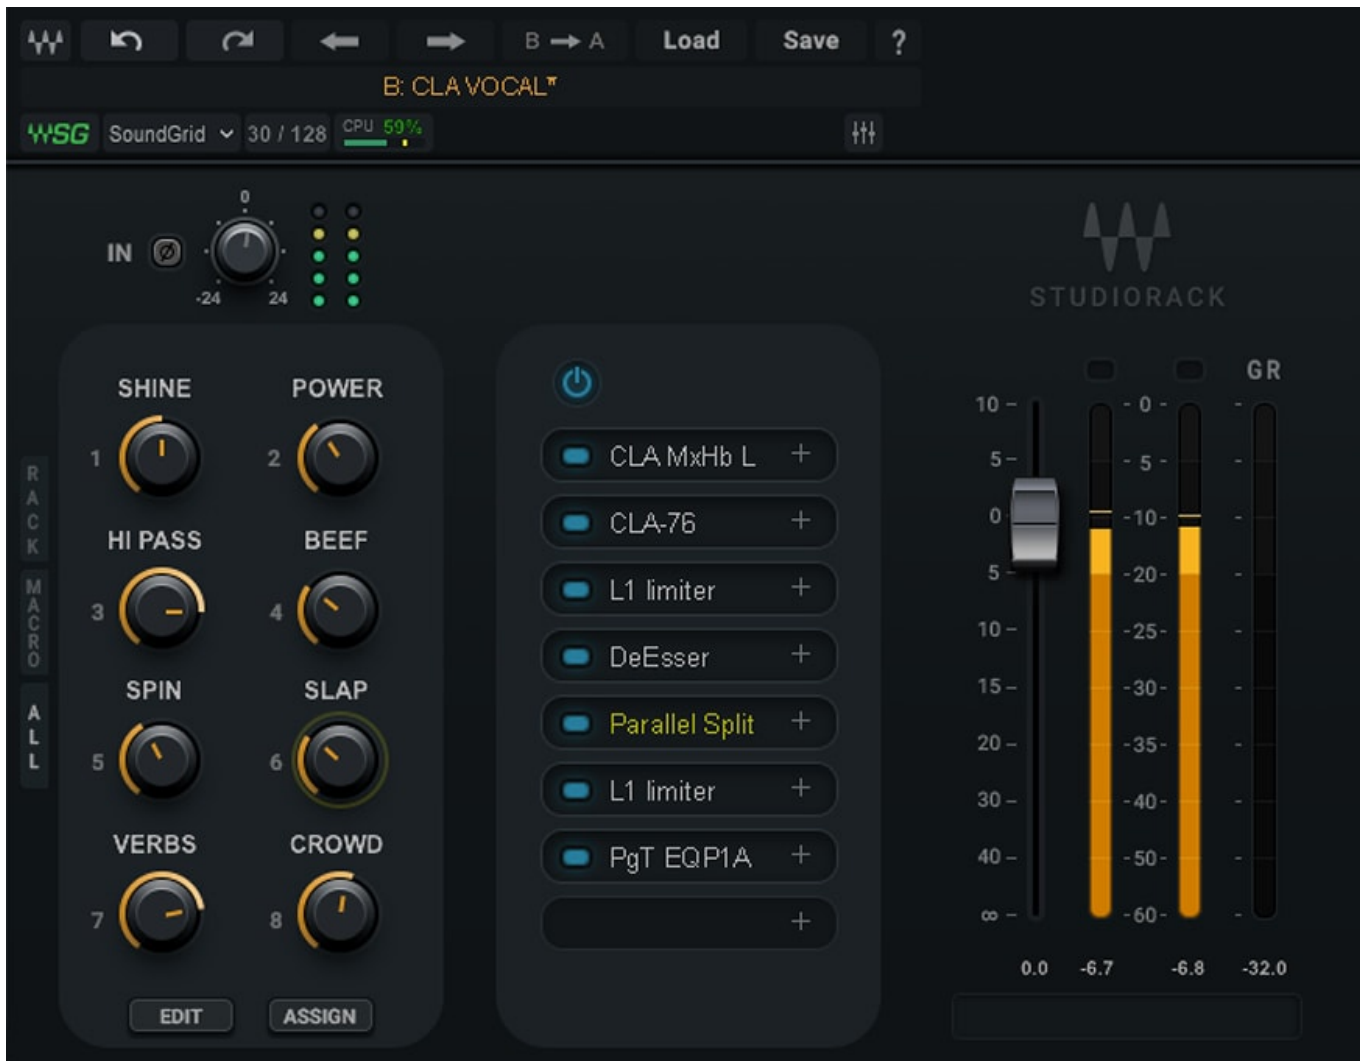 B → A Load Save ?
B: CLA VOCAL*
SG SoundGrid 30 / 128 CPU 59%
0
IN
-24 24
STUDIORACK
GR
SHINE POWER
1 2
HI PASS BEEF
3 4
SPIN SLAP
5 6
VERBS CROWD
7 8
EDIT ASSIGN
RACK
MACRO
ALL
CLA MxHb L +
CLA-76 +
L1 limiter +
DeEsser +
Parallel Split +
L1 limiter +
PgT EQP1A +
+
10 - - 0 - -
5 - - 5 - -
0 -10- -
5 -20- -
10 - -25- -
15 - -30- -
20 - -35- -
30 - -40- -
40 - -50- -
∞ - -60- -
0.0 -6.7 -6.8 -32.0